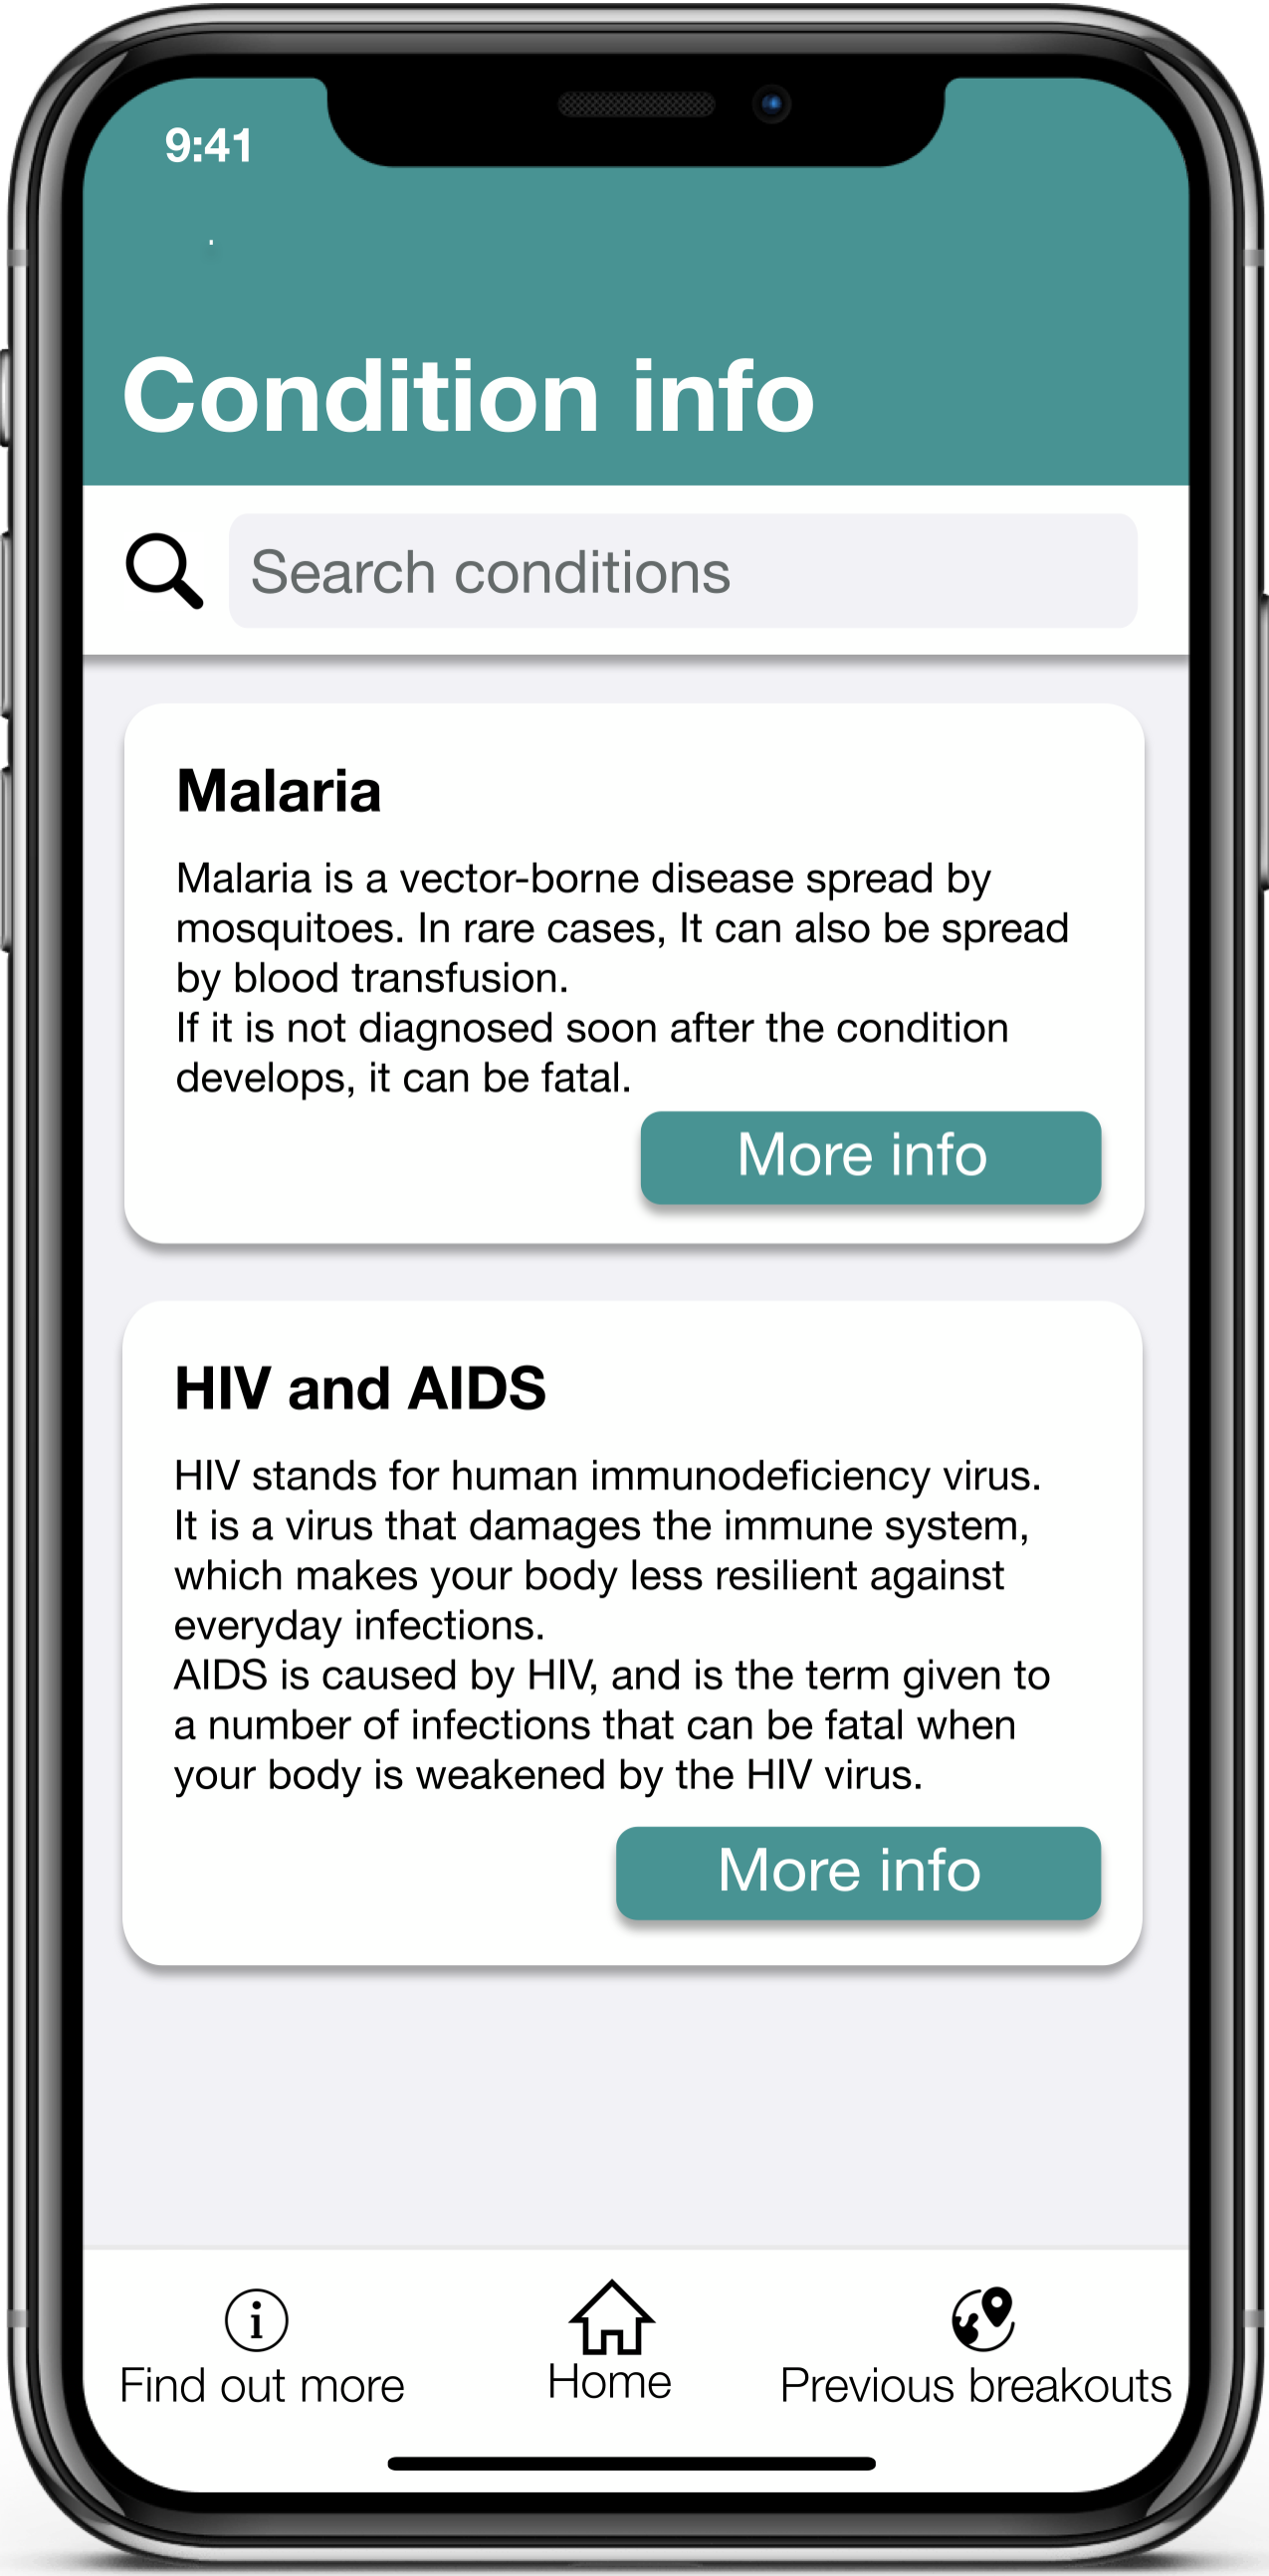 9:41
Condition info
Search conditions
Malaria
Malaria is a vector-borne disease spread by
mosquitoes. In rare cases, It can also be spread
by blood transfusion.
If it is not diagnosed soon after the condition
develops, it can be fatal.
More info
HIV and AIDS
HIV stands for human immunodeficiency virus.
It is a virus that damages the immune system,
which makes your body less resilient against
everyday infections.
AIDS is caused by HIV, and is the term given to
a number of infections that can be fatal when
your body is weakened by the HIV virus.
More info
Find out more
Home
Previous breakouts